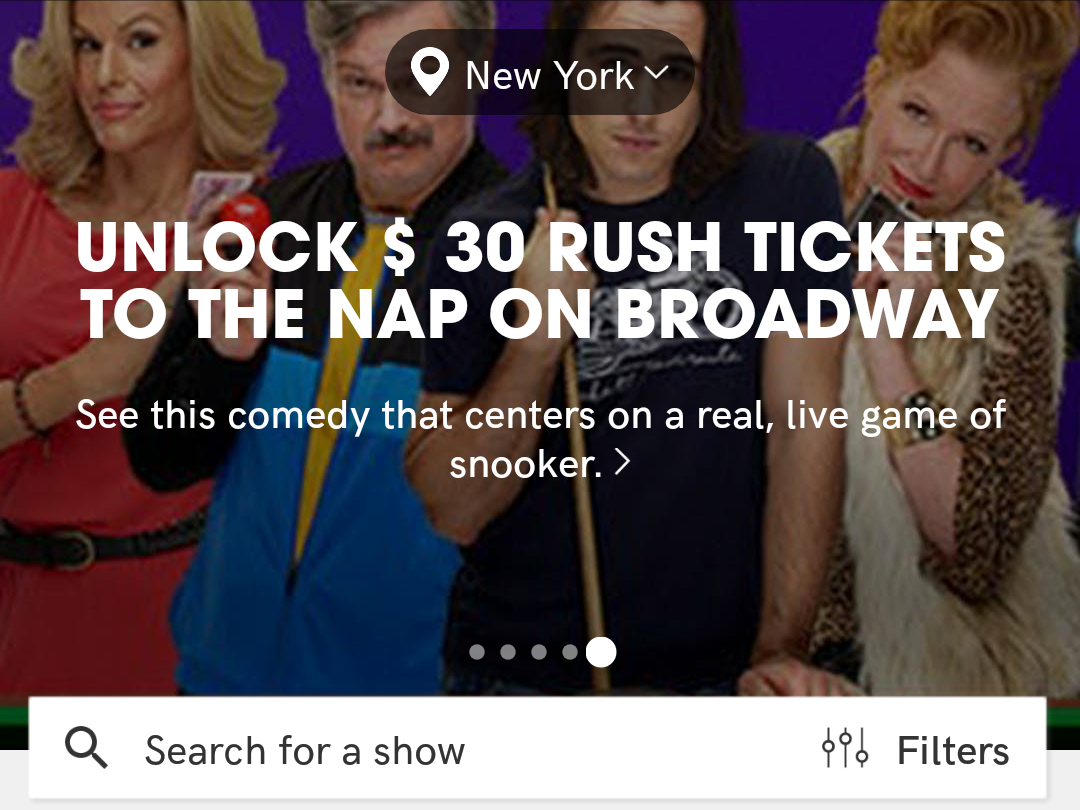 New York
UNLOCK $ 30 RUSH TICKETS
TO THE NAP ON BROADWAY
See this comedy that centers on a real, live game of
snooker.
Search for a show
Filters